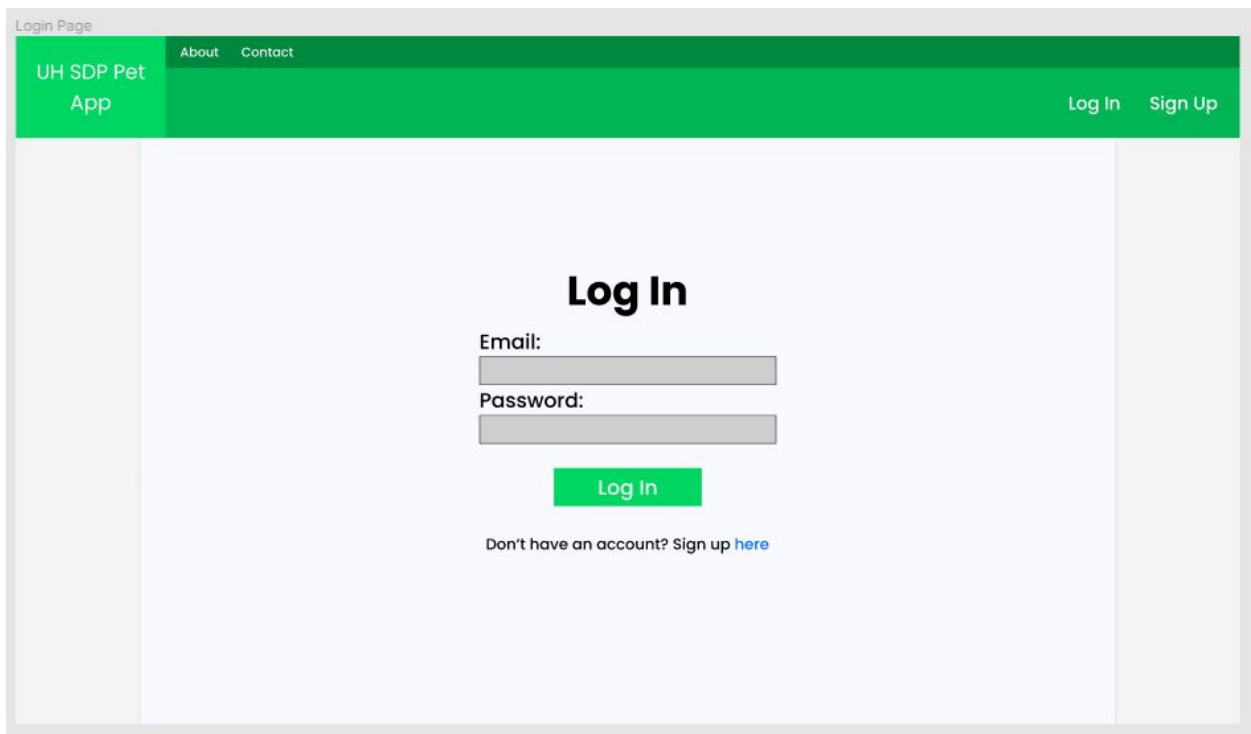 Login Page
UH SDP Pet
App
About Contact
Log In Sign Up
Log In
Email:
Password:
Log In
Don't have an account? Sign up here